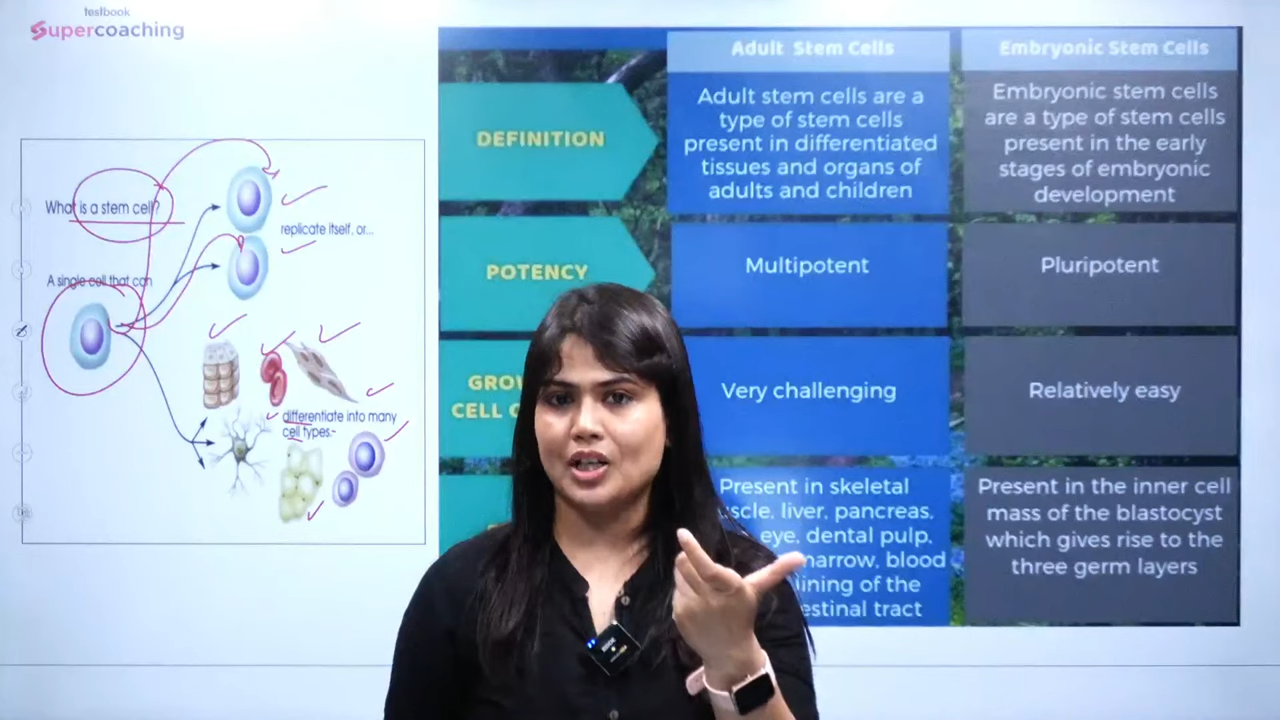 testbook
Supercoaching
What is a stem cell?
A single cell that can
replicate itself, or...
differentiate into many
cell types.~
Adult Stem Cells
Embryonic Stem Cells
DEFINITION
Adult stem cells are a
type of stem cells
present in differentiated
tissues and organs of
adults and children
Embryonic stem cells
are a type of stem cells
present in the early
stages of embryonic
development
POTENCY
Multipotent
Pluripotent
CELL
Very challenging
Relatively easy
Present in skeletal
liver, pancreas,
eye, dental pulp,
blood
lining of the
tract
Present in the inner cell
mass of the blastocyst
which gives rise to the
three germ layers